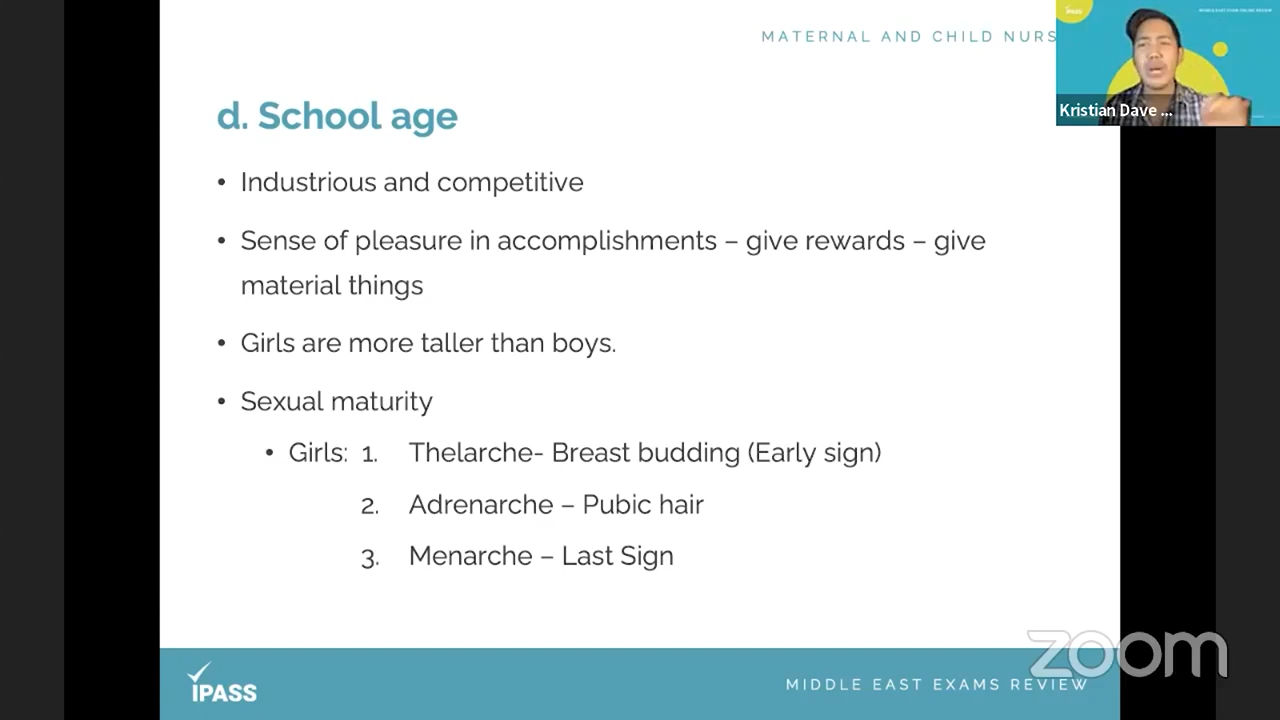 MATERNAL AND CHILD NURS
Kristian Dave ...
d. School age
• Industrious and competitive
• Sense of pleasure in accomplishments – give rewards – give
material things
• Girls are more taller than boys.
• Sexual maturity
• Girls: 1. Thelarche- Breast budding (Early sign)
2. Adrenarche – Pubic hair
3. Menarche – Last Sign
zoom
iPASS
MIDDLE EAST EXAMS REVIEW